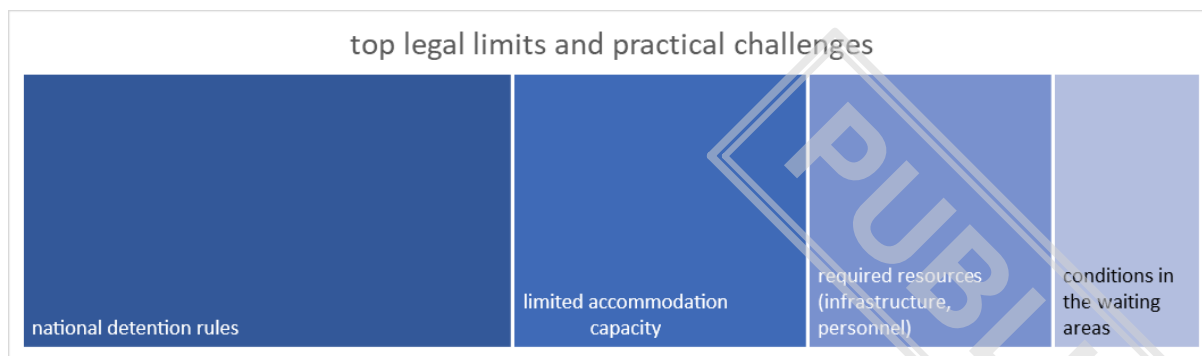 top legal limits and practical challenges
national detention rules
limited accommodation
capacity
required resources
(infrastructure,
personnel)
conditions in
the waiting
areas
PUBLI